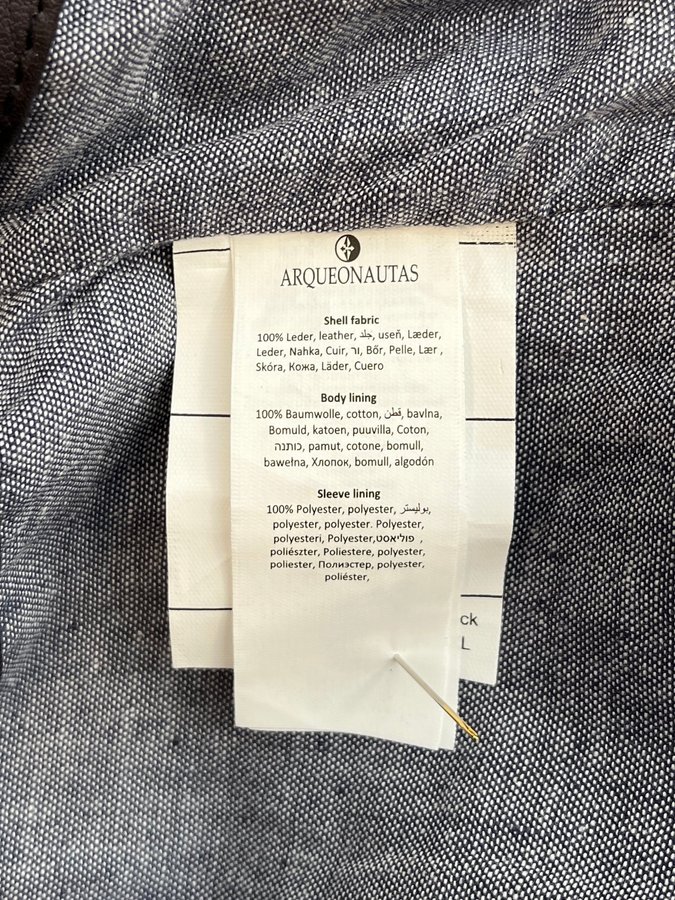 ARQUEONAUTAS
Shell fabric
100% Leder, leather, جلد, useň, Læder,
Leder, Nahka, Cuir, ור, Bőr, Pelle, Lær ,
Skóra, Кожа, Läder, Cuero
Body lining
100% Baumwolle, cotton, قطن, bavlna,
Bomuld, katoen, puuvilla, Coton,
כותנה, pamut, cotone, bomull,
bawełna, Хлопок, bomull, algodón
Sleeve lining
100% Polyester, polyester, بوليستر,
polyester, polyester. Polyester,
polyesteri, Polyester,פוליאסט ,
poliészter, Poliestere, polyester,
poliester, Полиэстер, polyester,
poliéster,
ck
L